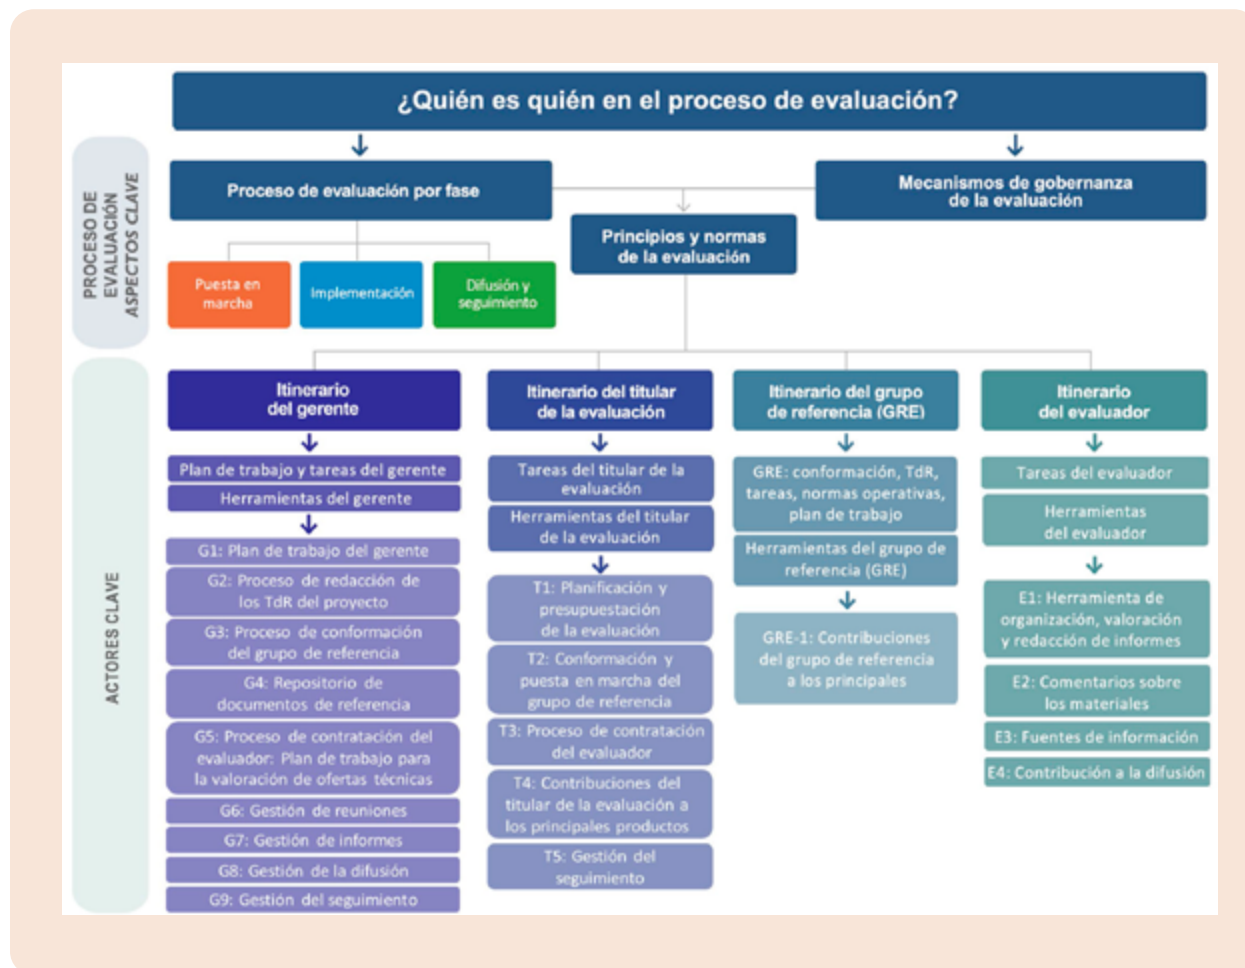 ¿Quién es quién en el proceso de evaluación?
PROCESO DE
EVALUACIÓN
ASPECTOS CLAVE
Proceso de evaluación por fase
Mecanismos de gobernanza
de la evaluación
Principios y normas
de la evaluación
Puesta en
marcha
Implementación
Difusión y
seguimiento
ACTORES CLAVE
Itinerario
del gerente
Plan de trabajo y tareas del gerente
Herramientas del gerente
G1: Plan de trabajo del gerente
G2: Proceso de redacción de
los TdR del proyecto
G3: Proceso de conformación
del grupo de referencia
G4: Repositorio de
documentos de referencia
G5: Proceso de contratación del
evaluador: Plan de trabajo para
la valoración de ofertas técnicas
G6: Gestión de reuniones
G7: Gestión de informes
G8: Gestión de la difusión
G9: Gestión del seguimiento
Itinerario del titular
de la evaluación
Tareas del titular de la
evaluación
Herramientas del titular
de la evaluación
T1: Planificación y
presupuestación
de la evaluación
T2: Conformación y
puesta en marcha del
grupo de referencia
T3: Proceso de contratación
del evaluador
T4: Contribuciones del
titular de la evaluación a
los principales productos
T5: Gestión del
seguimiento
Itinerario del grupo
de referencia (GRE)
GRE: conformación, TdR,
tareas, normas operativas,
plan de trabajo
Herramientas del grupo de
referencia (GRE)
GRE-1: Contribuciones
del grupo de referencia
a los principales
Itinerario
del evaluador
Tareas del evaluador
Herramientas
del evaluador
E1: Herramienta de
organización, valoración
y redacción de informes
E2: Comentarios sobre
los materiales
E3: Fuentes de información
E4: Contribución a la difusión